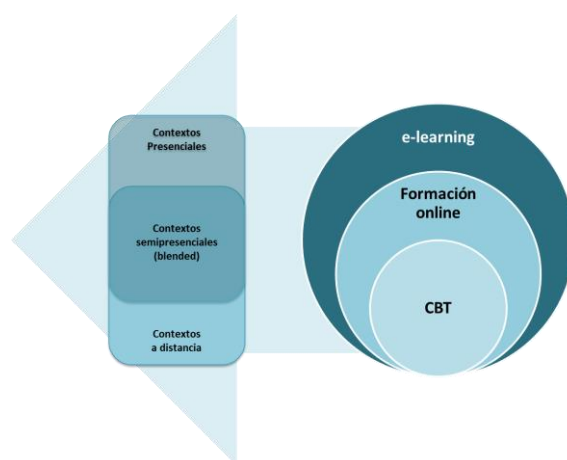 Contextos
Presenciales
Contextos
semipresenciales
(blended)
Contextos
a distancia
e-learning
Formación
online
CBT